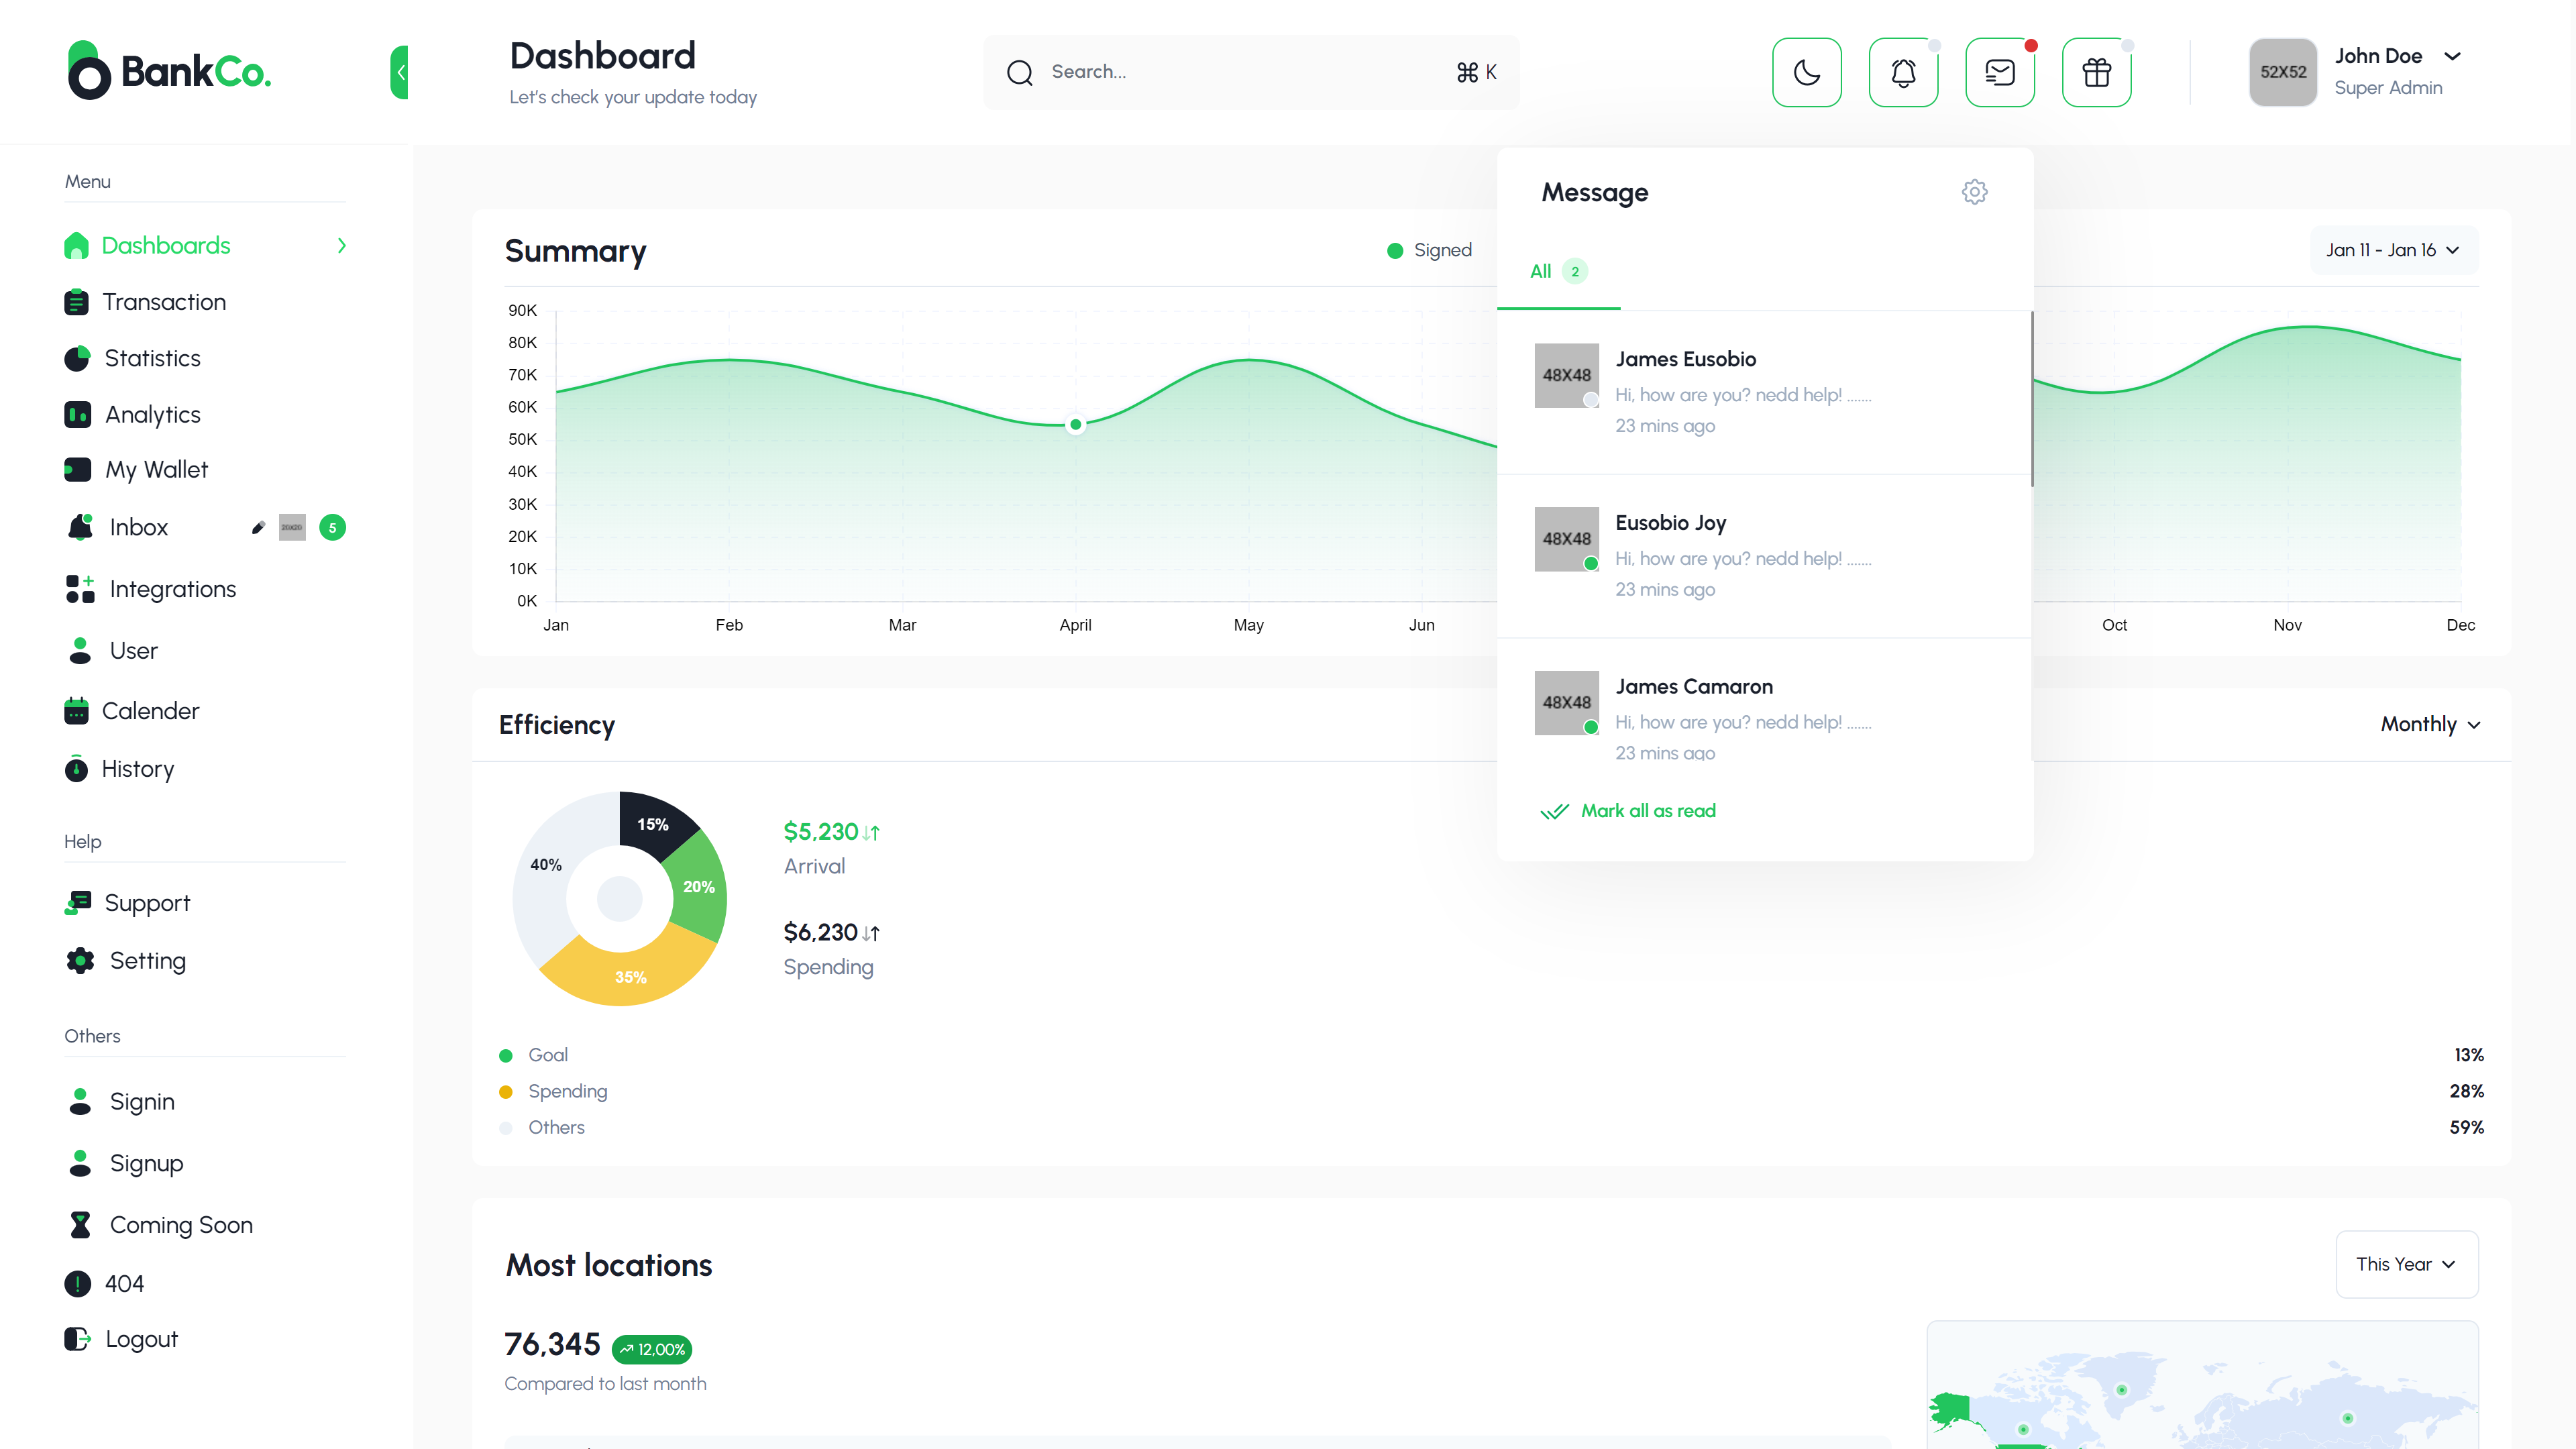 BankCo.
Dashboard
Let's check your update today
Search...
⌘ K
52X52
John Doe
Super Admin
Menu
Dashboards
Transaction
Statistics
Analytics
My Wallet
Inbox
20X20
5
Integrations
User
Calender
History
Help
Support
Setting
Others
Signin
Signup
Coming Soon
404
Logout
Summary
Signed
Jan 11 - Jan 16
90K
80K
70K
60K
50K
40K
30K
20K
10K
0K
Jan
Feb
Mar
April
May
Jun
Oct
Nov
Dec
Message
All
2
48X48
James Eusobio
Hi, how are you? nedd help! .......
23 mins ago
48X48
Eusobio Joy
Hi, how are you? nedd help! .......
23 mins ago
48X48
James Camaron
Hi, how are you? nedd help! .......
23 mins ago
Mark all as read
Efficiency
Monthly
15%
20%
35%
40%
$5,230
Arrival
$6,230
Spending
Goal
13%
Spending
28%
Others
59%
Most locations
This Year
76,345
12,00%
Compared to last month